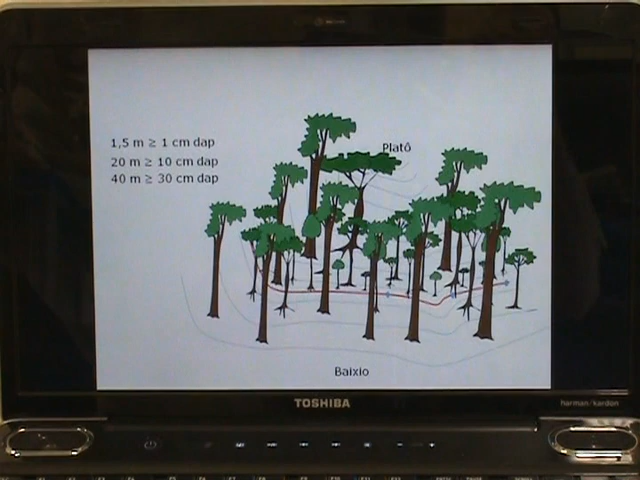 1,5 m ≥ 1 cm dap
20 m ≥ 10 cm dap
40 m ≥ 30 cm dap
Platô
Baixio
TOSHIBA
harman/kardon